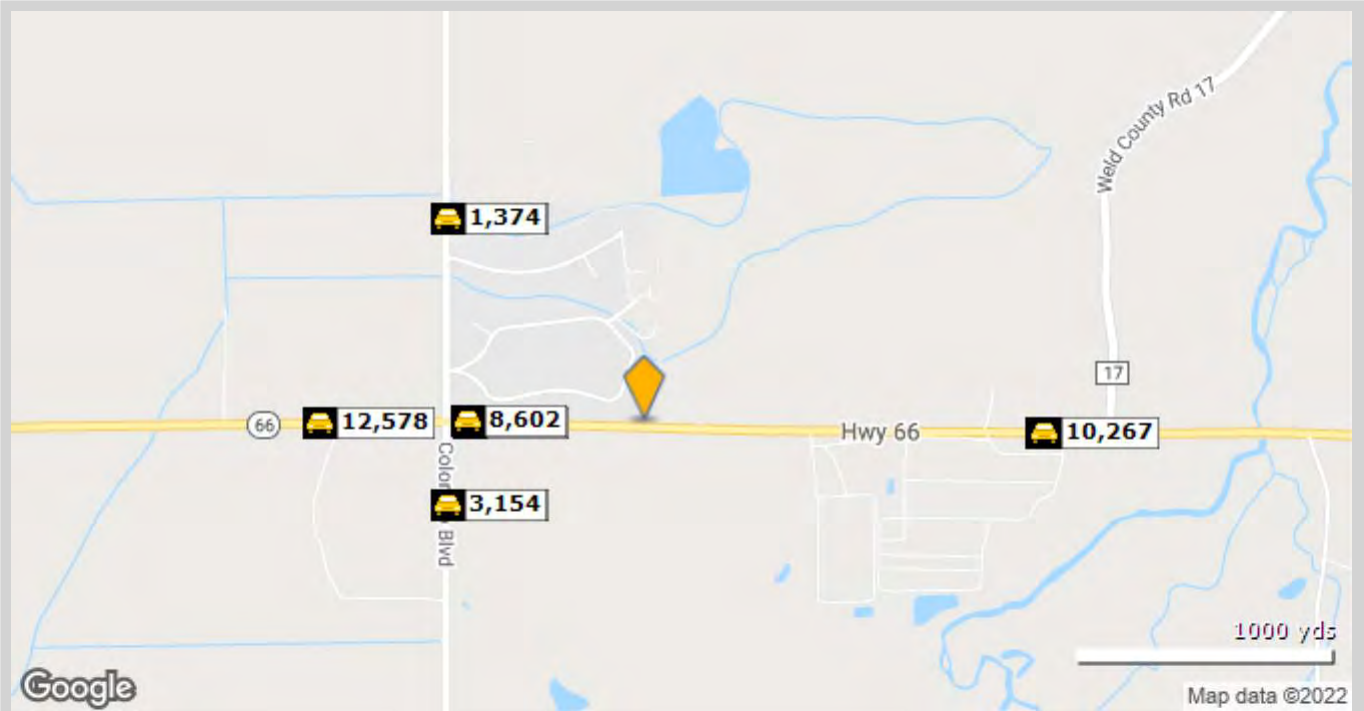 Weld County Rd 17
1,374
17
66
12,578
8,602
Hwy 66
10,267
3,154
Blvd
1000 yds
Google
Map data ©2022